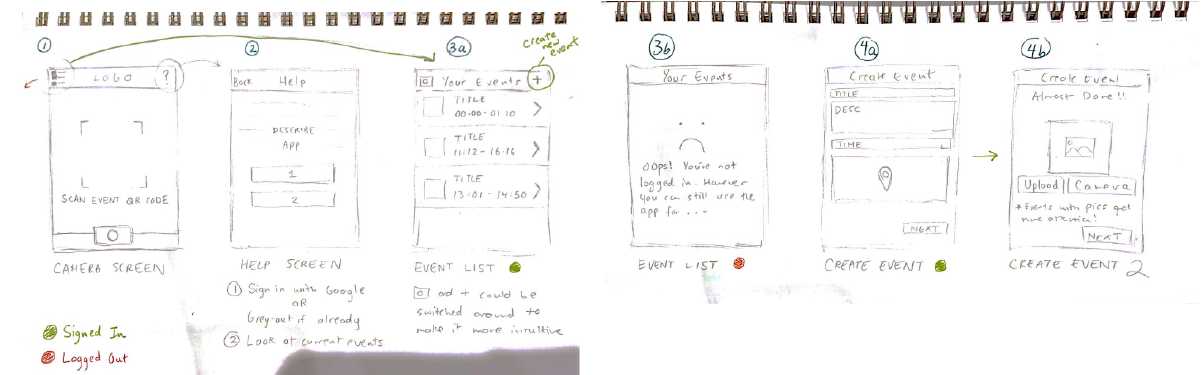 1
LOGO
?
SCAN EVENT QR CODE
CAMERA SCREEN
Signed In
Logged Out
2
Back Help
DESCRIBE
APP
1
2
HELP SCREEN
1 Sign in with Google
OR
Grey-out if already
2 Look at current events
3a
create
new
event
Your Events +
TITLE
00:00-01:10
TITLE
11:12-16:16
TITLE
13:01-14:50
EVENT LIST
and + could be
switched around to
make it more intuitive
3b
Your Events
Oops! You're not
logged in. However
you can still use the
app for ...
EVENT LIST
4a
Create Event
TITLE
DESC
TIME
NEXT
CREATE EVENT
4b
Create Event
Almost Done!!
Upload Camera
*Events with pics get
more attention!
NEXT
CREATE EVENT 2